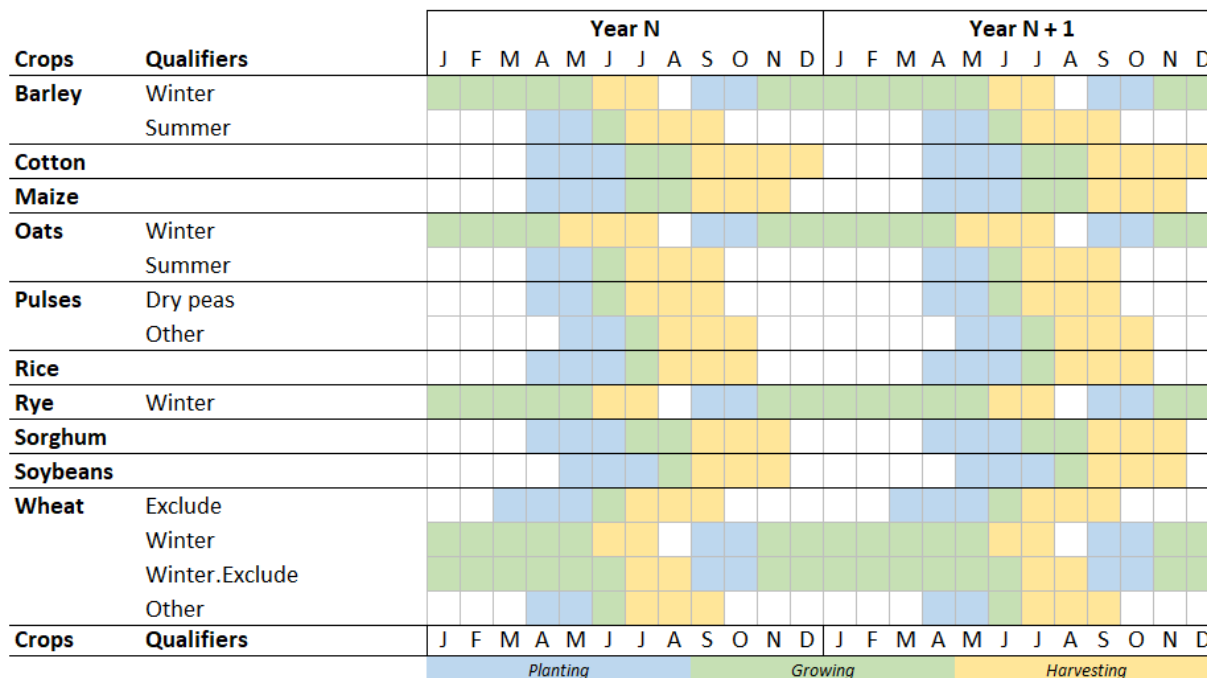 Year N Year N + 1
Crops Qualifiers J F M A M J J A S O N D J F M A M J J A S O N D
Barley Winter
Summer
Cotton
Maize
Oats Winter
Summer
Pulses Dry peas
Other
Rice
Rye Winter
Sorghum
Soybeans
Wheat Exclude
Winter
Winter.Exclude
Other
Crops Qualifiers J F M A M J J A S O N D J F M A M J J A S O N D
Planting Growing Harvesting